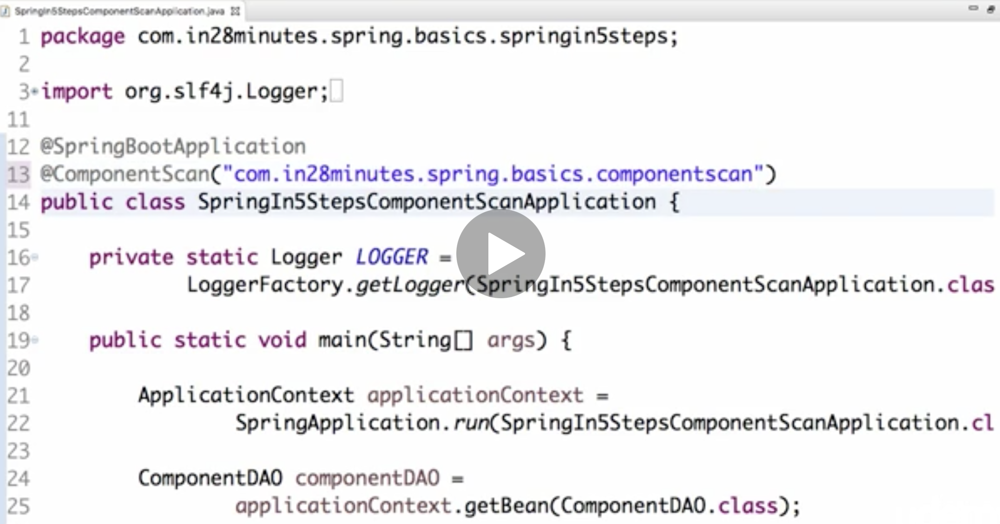 SpringIn5StepsComponentScanApplication.java
1 package com.in28minutes.spring.basics.springin5steps;
2
3 import org.slf4j.Logger;
11
12 @SpringBootApplication
13 @ComponentScan("com.in28minutes.spring.basics.componentscan")
14 public class SpringIn5StepsComponentScanApplication {
15
16 private static Logger LOGGER =
17 LoggerFactory.getLogger(SpringIn5StepsComponentScanApplication.clas
18
19 public static void main(String[] args) {
20
21 ApplicationContext applicationContext =
22 SpringApplication.run(SpringIn5StepsComponentScanApplication.cl
23
24 ComponentDAO componentDAO =
25 applicationContext.getBean(ComponentDAO.class);